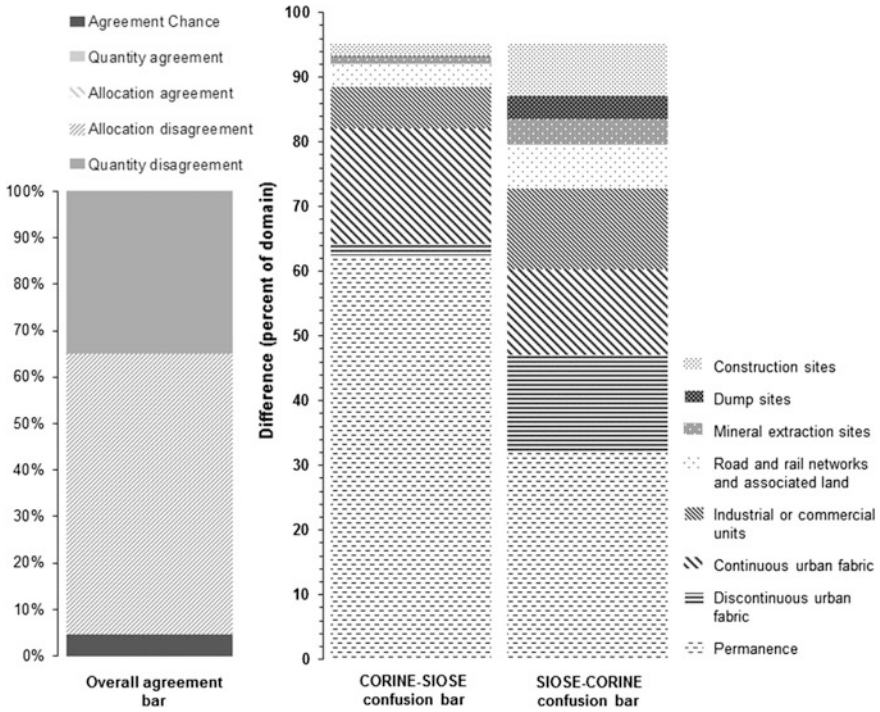 Agreement Chance
Quantity agreement
Allocation agreement
Allocation disagreement
Quantity disagreement
100%
90%
80%
70%
60%
50%
40%
30%
20%
10%
0%
Overall agreement
bar
Difference (percent of domain)
100
90
80
70
60
50
40
30
20
10
0
CORINE-SIOSE
confusion bar
SIOSE-CORINE
confusion bar
Construction sites
Dump sites
Mineral extraction sites
Road and rail networks
and associated land
Industrial or commercial
units
Continuous urban fabric
Discontinuous urban
fabric
Permanence